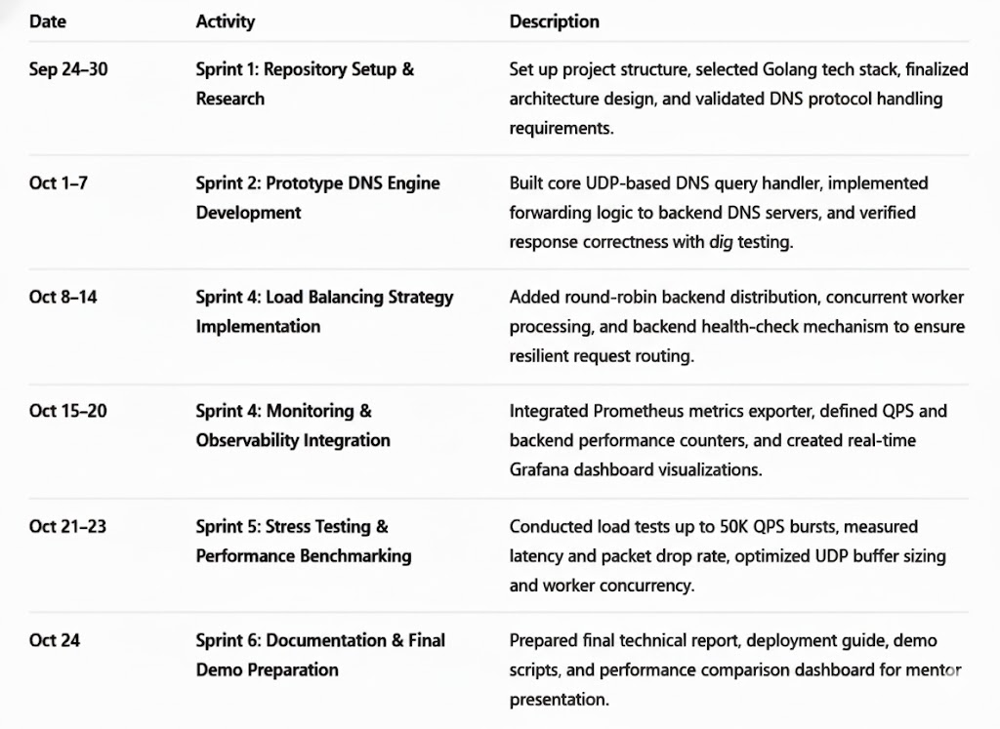 Date Activity Description
Sep 24–30 Sprint 1: Repository Setup & Set up project structure, selected Golang tech stack, finalized
Research architecture design, and validated DNS protocol handling
requirements.
Oct 1–7 Sprint 2: Prototype DNS Engine Built core UDP-based DNS query handler, implemented
Development forwarding logic to backend DNS servers, and verified
response correctness with dig testing.
Oct 8–14 Sprint 4: Load Balancing Strategy Added round-robin backend distribution, concurrent worker
Implementation processing, and backend health-check mechanism to ensure
resilient request routing.
Oct 15–20 Sprint 4: Monitoring & Integrated Prometheus metrics exporter, defined QPS and
Observability Integration backend performance counters, and created real-time
Grafana dashboard visualizations.
Oct 21–23 Sprint 5: Stress Testing & Conducted load tests up to 50K QPS bursts, measured
Performance Benchmarking latency and packet drop rate, optimized UDP buffer sizing
and worker concurrency.
Oct 24 Sprint 6: Documentation & Final Prepared final technical report, deployment guide, demo
Demo Preparation scripts, and performance comparison dashboard for mentor
presentation.